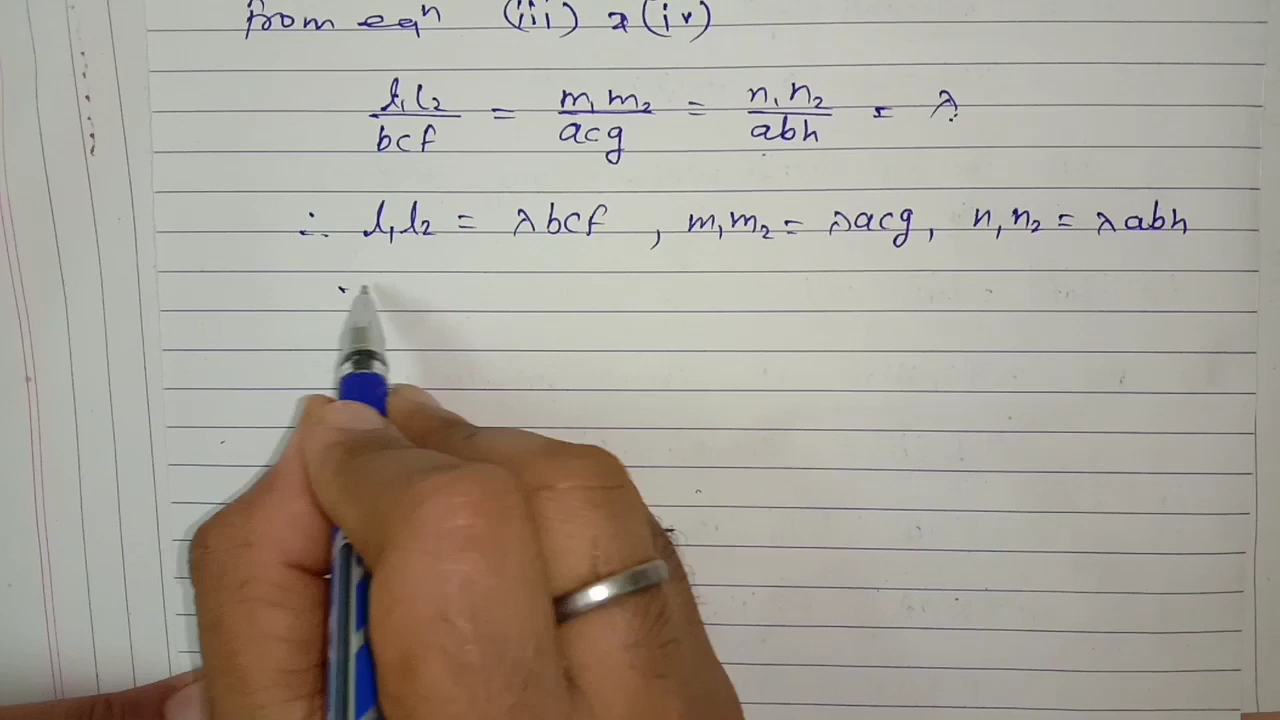 from eqn (iii) & (iv)
l₁l₂/bcf = m₁m₂/acg = n₁n₂/abh = λ
∴ l₁l₂ = λbcf , m₁m₂ = λacg, n₁n₂ = λabh